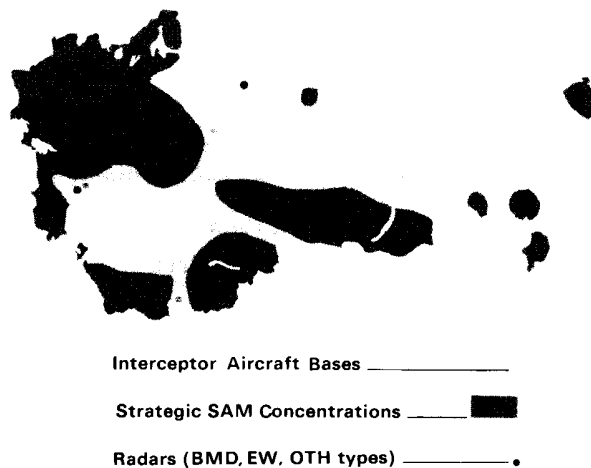 Interceptor Aircraft Bases
Strategic SAM Concentrations
Radars (BMD, EW, OTH types)